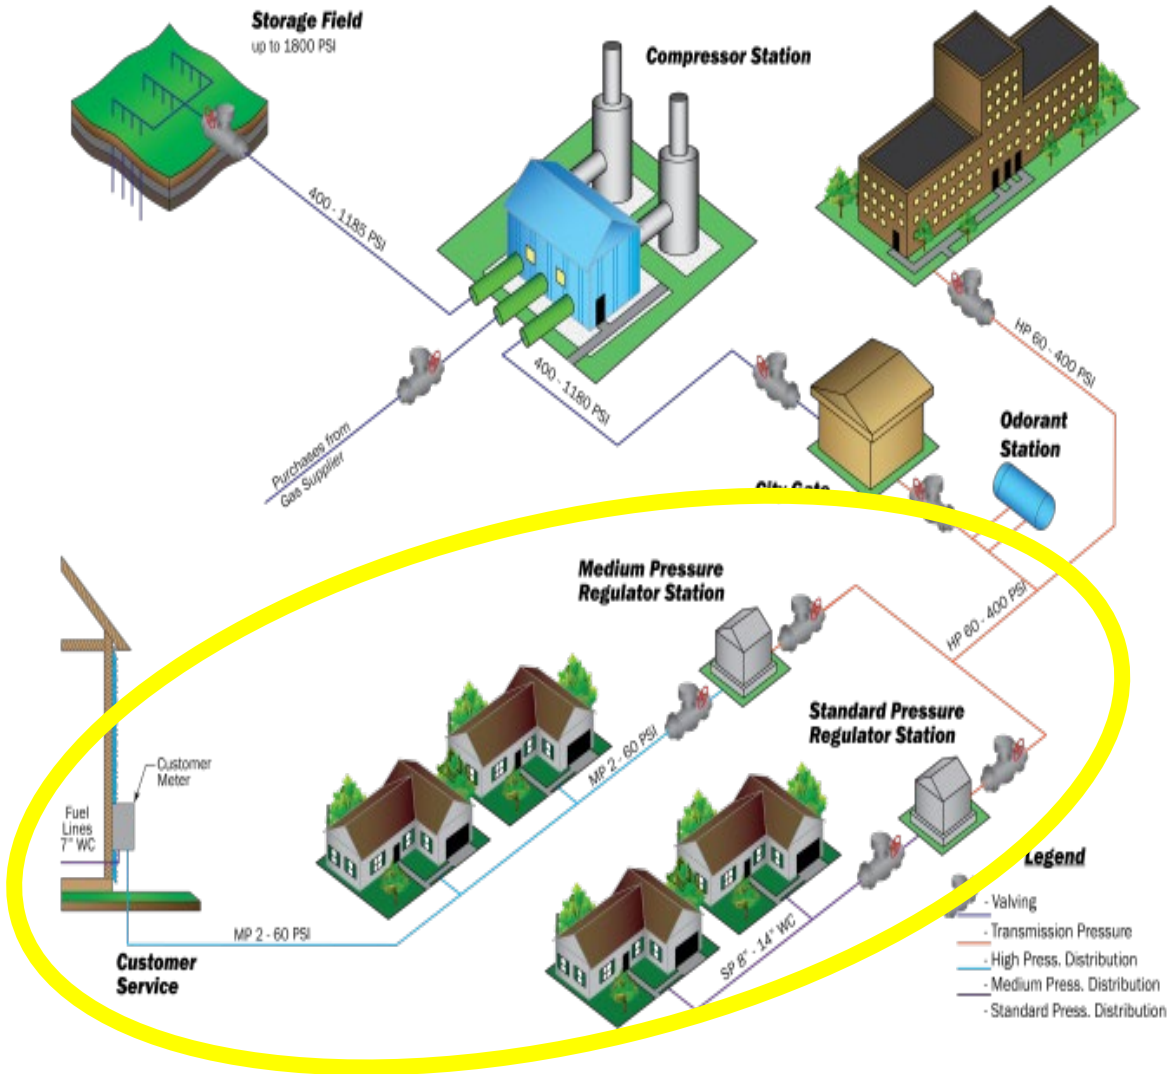 Storage Field
up to 1800 PSI
Compressor Station
400 - 1185 PSI
HP 60 - 400 PSI
400 - 1180 PSI
Purchases from
Gas Supplier
Odorant
Station
City Gate
Medium Pressure
Regulator Station
HP 60 - 400 PSI
Standard Pressure
Regulator Station
MP 2 - 60 PSI
Customer
Meter
Fuel
Lines
7" WC
MP 2 - 60 PSI
SP 8" - 14" WC
Customer
Service
Legend
- Valving
- Transmission Pressure
- High Press. Distribution
- Medium Press. Distribution
- Standard Press. Distribution